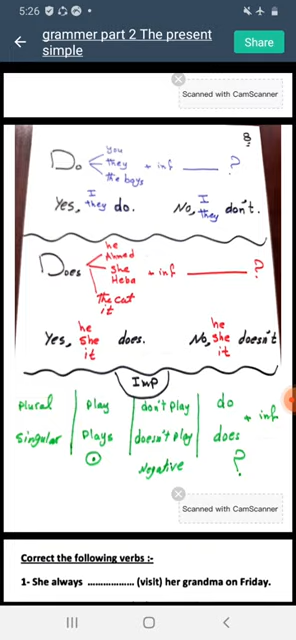 5:26
grammer part 2 The present
simple
Share
Scanned with CamScanner
8
you
Do they + inf ?
the boys
I I
Yes, they do. No, they don't.
he
Ahmed
Does she + inf ?
Heba
The cat
it
he he
Yes, she does. No, she doesn't
it it
Imp
Plural play don't play do + inf
Singular plays doesn't play does
Negative ?
Scanned with CamScanner
Correct the following verbs :-
1- She always .................. (visit) her grandma on Friday.